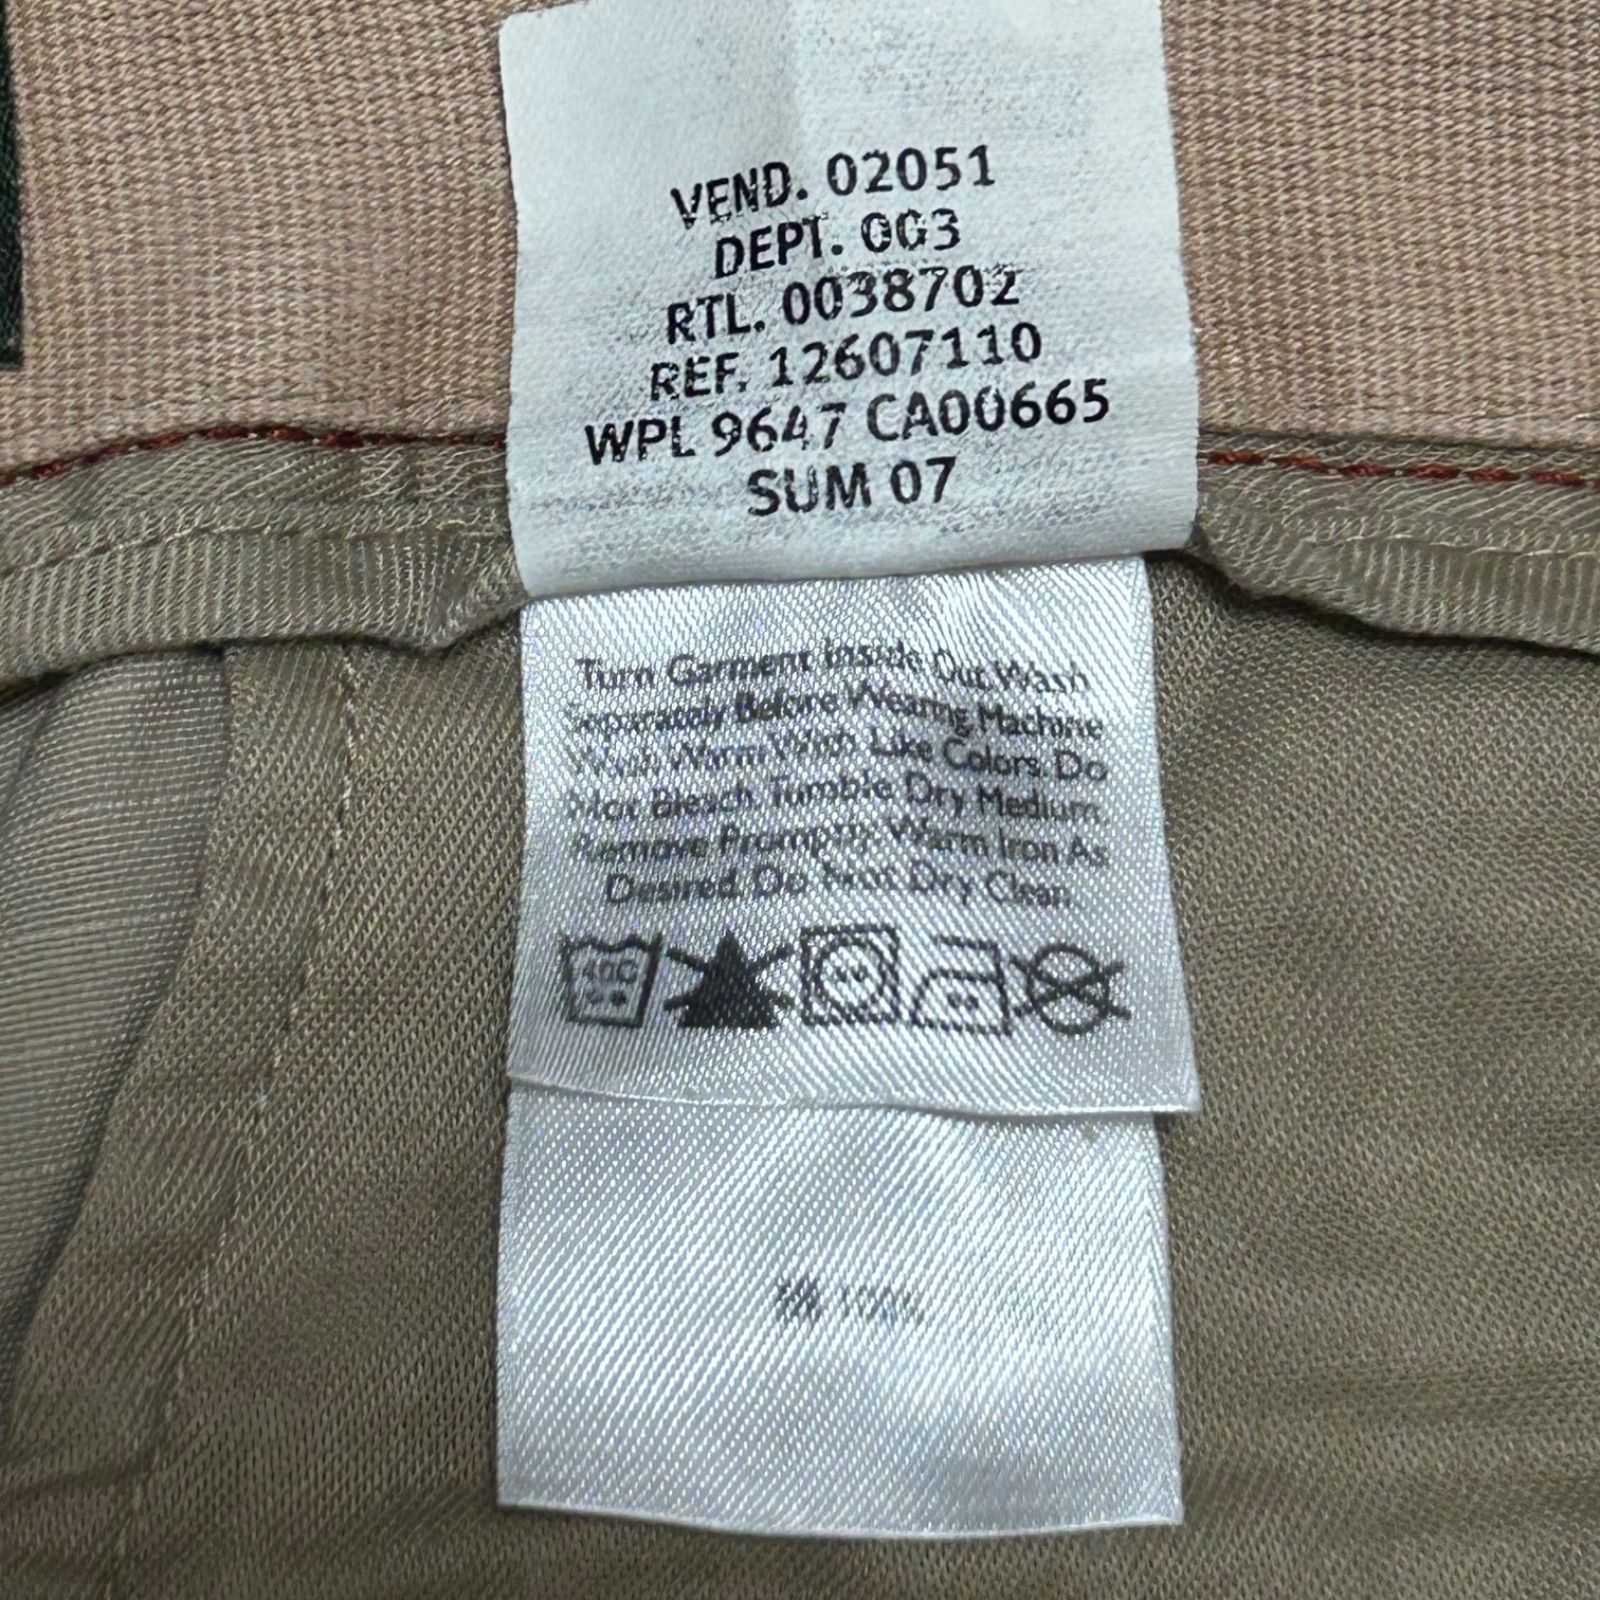 VEND. 02051
DEPT. 003
RTL. 0038702
REF. 12607110
WPL 9647 CA00665
SUM 07
Turn Garment Inside Out. Wash
Separately Before Wearing. Machine
Wash Warm With Like Colors. Do
Not Bleach. Tumble Dry Medium.
Remove Promptly. Warm Iron As
Desired. Do Not Dry Clean.
40C
100%